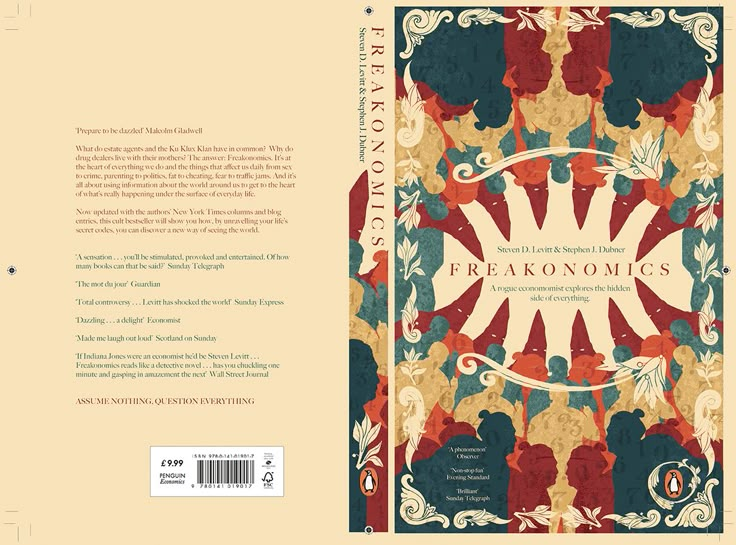 'Prepare to be dazzled' Malcolm Gladwell
What do estate agents and the Ku Klux Klan have in common? Why do
drug dealers live with their mothers? The answer: Freakonomics. It's at
the heart of everything we do and the things that affect us daily from sex
to crime, parenting to politics, fat to cheating, fear to traffic jams. And it's
all about using information about the world around us to get to the heart
of what's really happening under the surface of everyday life.
Now updated with the authors' New York Times columns and blog
entries, this cult bestseller will show you how, by unravelling your life's
secret codes, you can discover a new way of seeing the world.
'A sensation . . . you'll be stimulated, provoked and entertained. Of how
many books can that be said?' Sunday Telegraph
'The mot du jour' Guardian
'Total controversy . . . Levitt has shocked the world' Sunday Express
'Dazzling . . . a delight' Economist
'Made me laugh out loud' Scotland on Sunday
'If Indiana Jones were an economist he'd be Steven Levitt . . .
Freakonomics reads like a detective novel . . . has you chuckling one
minute and gasping in amazement the next' Wall Street Journal
ASSUME NOTHING, QUESTION EVERYTHING
£9.99
PENGUIN
Economics
ISBN 978-0-141-01901-7
9 780141 019017
FSC
FREAKONOMICS
Steven D. Levitt & Stephen J. Dubner
Steven D. Levitt & Stephen J. Dubner
FREAKONOMICS
A rogue economomist explores the hidden
side of everything.
'A phenomenon'
Observer
'Non-stop fun'
Evening Standard
'Brilliant'
Sunday Telegraph